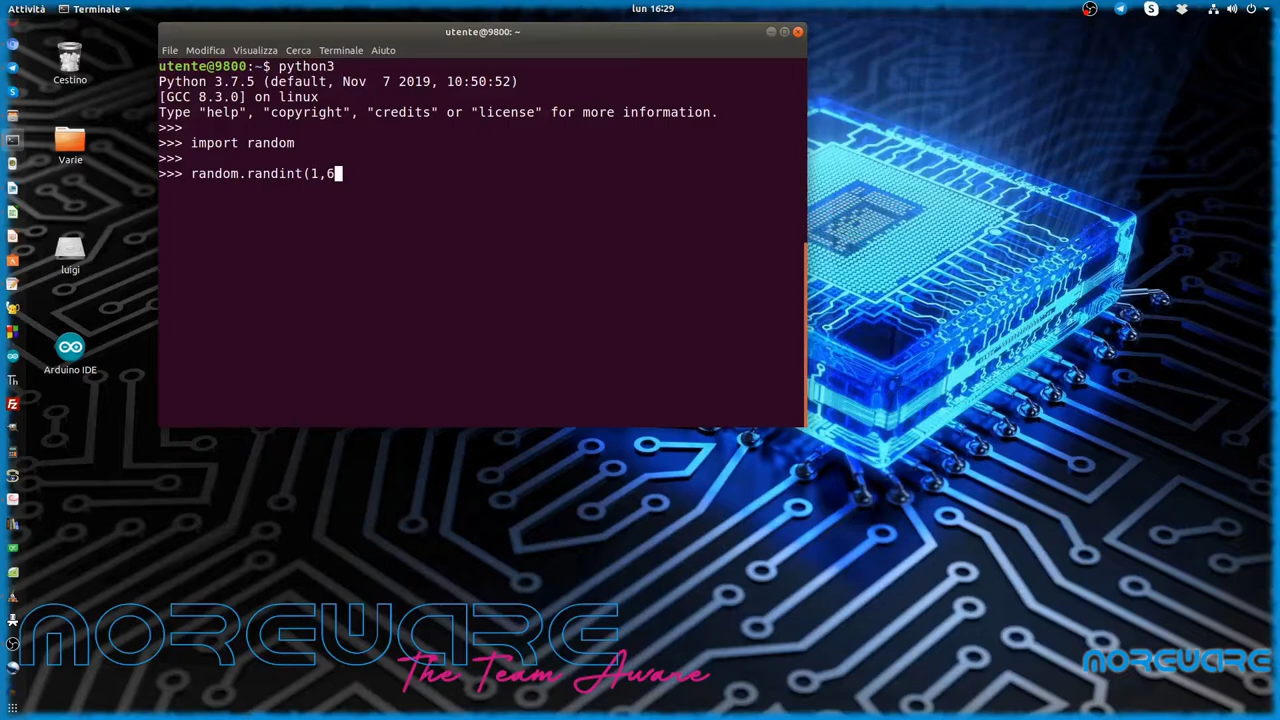 Attività
Terminale
lun 16:29
utente@9800: ~
File Modifica Visualizza Cerca Terminale Aiuto
utente@9800:~$ python3
Python 3.7.5 (default, Nov  7 2019, 10:50:52)
[GCC 8.3.0] on linux
Type "help", "copyright", "credits" or "license" for more information.
>>>
>>> import random
>>>
>>> random.randint(1,6
Cestino
Varie
luigi
Arduino IDE
MOREWARE
The Team Aware
MOREWARE